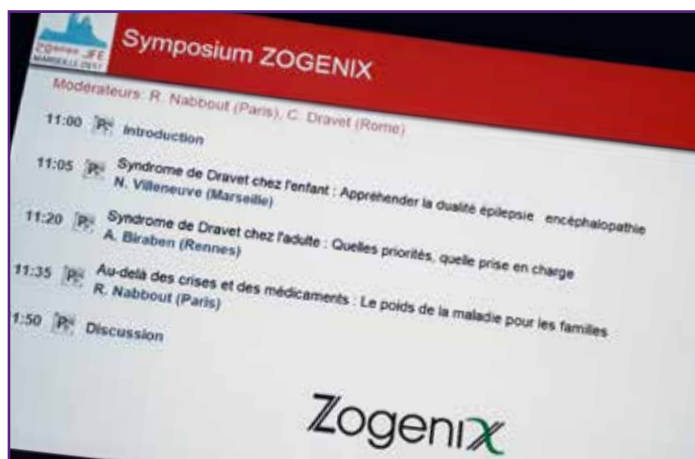 JFE
MARSEILLE 2017
Symposium ZOGENIX
Modérateurs: R. Nabbout (Paris), C. Dravet (Rome)
11:00 Introduction
11:05 Syndrome de Dravet chez l'enfant : Appréhender la dualité épilepsie encéphalopathie
N. Villeneuve (Marseille)
11:20 Syndrome de Dravet chez l'adulte : Quelles priorités, quelle prise en charge
A. Biraben (Rennes)
11:35 Au-delà des crises et des médicaments : Le poids de la maladie pour les familles
R. Nabbout (Paris)
1:50 Discussion
Zogenix